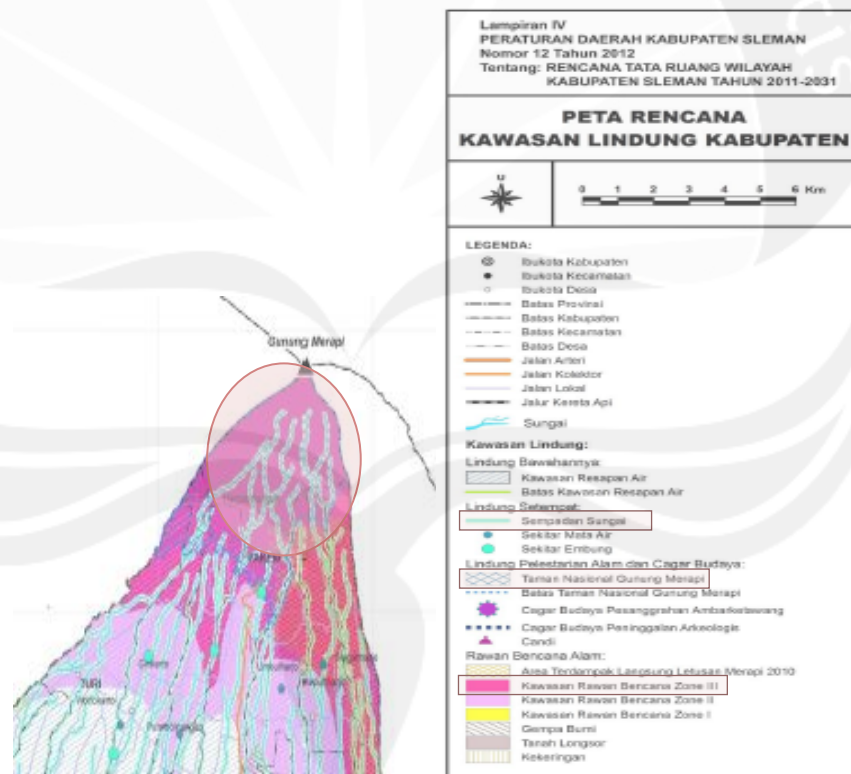 Lampiran IV
PERATURAN DAERAH KABUPATEN SLEMAN
Nomor 12 Tahun 2012
Tentang: RENCANA TATA RUANG WILAYAH
KABUPATEN SLEMAN TAHUN 2011-2031
PETA RENCANA
KAWASAN LINDUNG KABUPATEN
U
0 1 2 3 4 5 6 Km
LEGENDA:
Ibukota Kabupaten
Ibukota Kecamatan
Ibukota Desa
Batas Provinsi
Batas Kabupaten
Batas Kecamatan
Batas Desa
Jalan Arteri
Jalan Kolektor
Jalan Lokal
Jalur Kereta Api
Sungai
Kawasan Lindung:
Lindung Bawahannya:
Kawasan Resapan Air
Batas Kawasan Resapan Air
Lindung Setempat:
Sempadan Sungai
Sekitar Mata Air
Sekitar Embung
Lindung Pelestarian Alam dan Cagar Budaya:
Taman Nasional Gunung Merapi
Batas Taman Nasional Gunung Merapi
Cagar Budaya Pesanggrahan Ambarketawang
Cagar Budaya Peninggalan Arkeologis
Candi
Rawan Bencana Alam:
Area Terdampak Langsung Letusan Merapi 2010
Kawasan Rawan Bencana Zone III
Kawasan Rawan Bencana Zone II
Kawasan Rawan Bencana Zone I
Gempa Bumi
Tanah Longsor
Kekeringan
Gunung Merapi
TURI